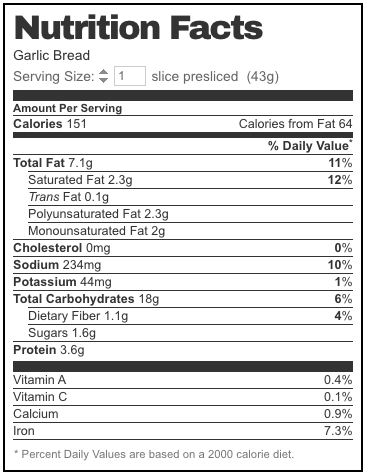 Nutrition Facts
Garlic Bread
Serving Size: 1 slice presliced (43g)
Amount Per Serving
Calories 151 Calories from Fat 64
% Daily Value*
Total Fat 7.1g 11%
Saturated Fat 2.3g 12%
Trans Fat 0.1g
Polyunsaturated Fat 2.3g
Monounsaturated Fat 2g
Cholesterol 0mg 0%
Sodium 234mg 10%
Potassium 44mg 1%
Total Carbohydrates 18g 6%
Dietary Fiber 1.1g 4%
Sugars 1.6g
Protein 3.6g
Vitamin A 0.4%
Vitamin C 0.1%
Calcium 0.9%
Iron 7.3%
* Percent Daily Values are based on a 2000 calorie diet.